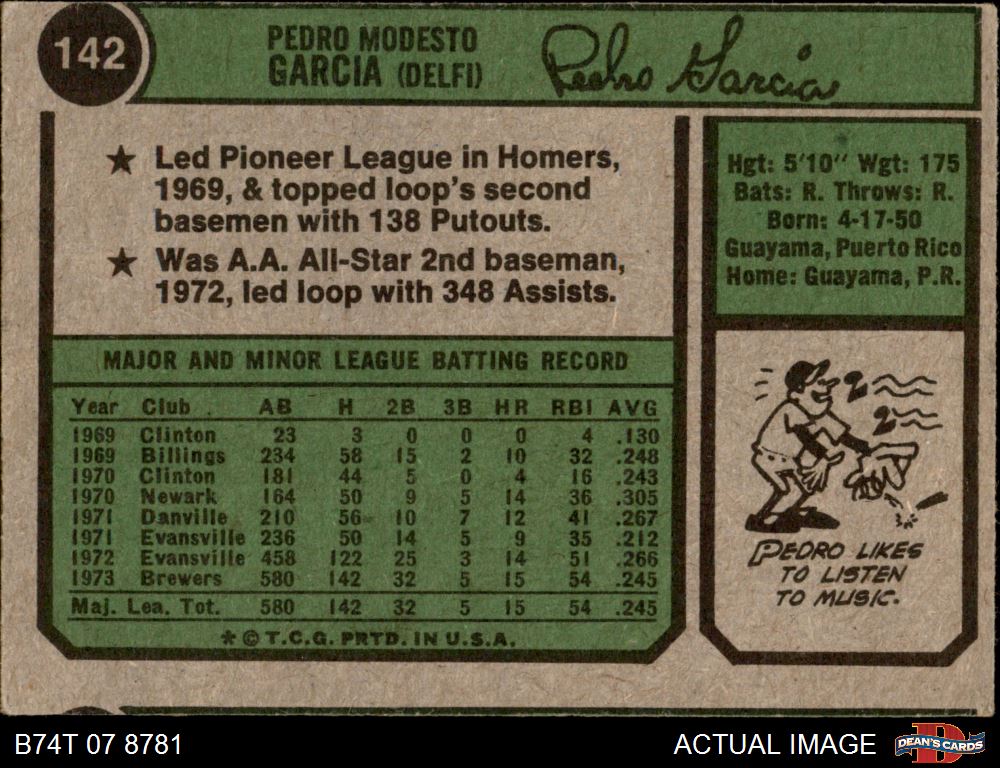 142
PEDRO MODESTO
GARCIA (DELFI)
Pedro Garcia
★ Led Pioneer League in Homers,
1969, & topped loop's second
basemen with 138 Putouts.
★ Was A.A. All-Star 2nd baseman,
1972, led loop with 348 Assists.
Hgt: 5'10" Wgt: 175
Bats: R. Throws: R.
Born: 4-17-50
Guayama, Puerto Rico
Home: Guayama, P.R.
MAJOR AND MINOR LEAGUE BATTING RECORD
Year Club AB H 2B 3B HR RBI AVG
1969 Clinton 23 3 0 0 0 4 .130
1969 Billings 234 58 15 2 10 32 .248
1970 Clinton 181 44 5 0 4 16 .243
1970 Newark 164 50 9 5 14 36 .305
1971 Danville 210 56 10 7 12 41 .267
1971 Evansville 236 50 14 5 9 35 .212
1972 Evansville 458 122 25 3 14 51 .266
1973 Brewers 580 142 32 5 15 54 .245
Maj. Lea. Tot. 580 142 32 5 15 54 .245
* © T.C.G. PRTD. IN U.S.A.
PEDRO LIKES
TO LISTEN
TO MUSIC.
B74T 07 8781
ACTUAL IMAGE
DEAN'S CARDS